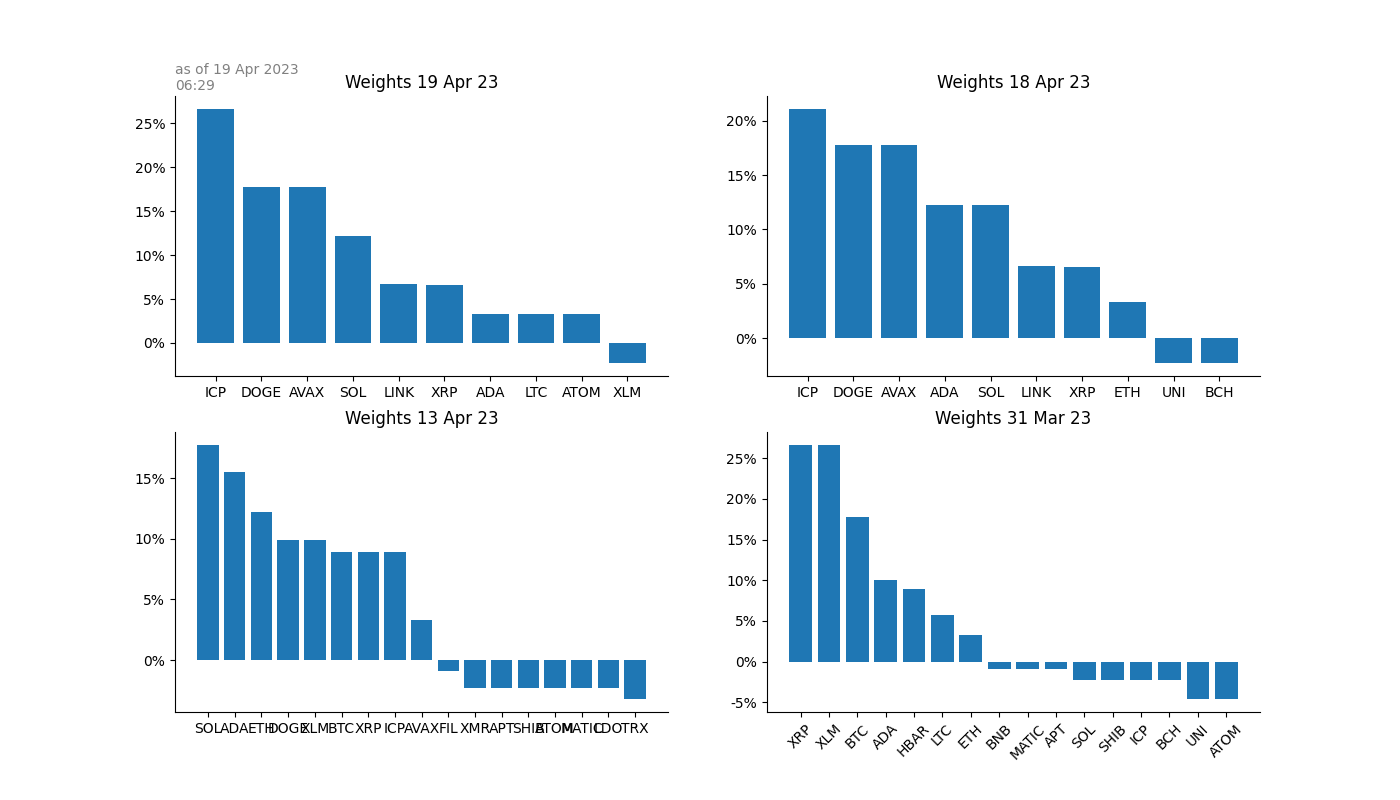 as of 19 Apr 2023
06:29
Weights 19 Apr 23
25%
20%
15%
10%
5%
0%
ICP DOGE AVAX SOL LINK XRP ADA LTC ATOM XLM
Weights 18 Apr 23
20%
15%
10%
5%
0%
ICP DOGE AVAX ADA SOL LINK XRP ETH UNI BCH
Weights 13 Apr 23
15%
10%
5%
0%
SOL ADA ETH DOGE XLM BTC XRP ICP AVAX FIL XMR APT SHIB ATOM MATIC LDO TRX
Weights 31 Mar 23
25%
20%
15%
10%
5%
0%
-5%
XRP XLM BTC ADA HBAR LTC ETH BNB MATIC APT SOL SHIB ICP BCH UNI ATOM